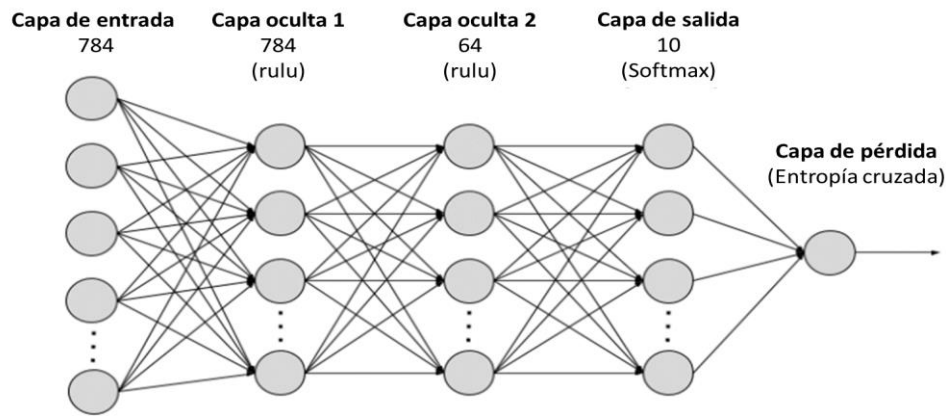 Capa de entrada
784
Capa oculta 1
784
(rulu)
Capa oculta 2
64
(rulu)
Capa de salida
10
(Softmax)
Capa de pérdida
(Entropía cruzada)